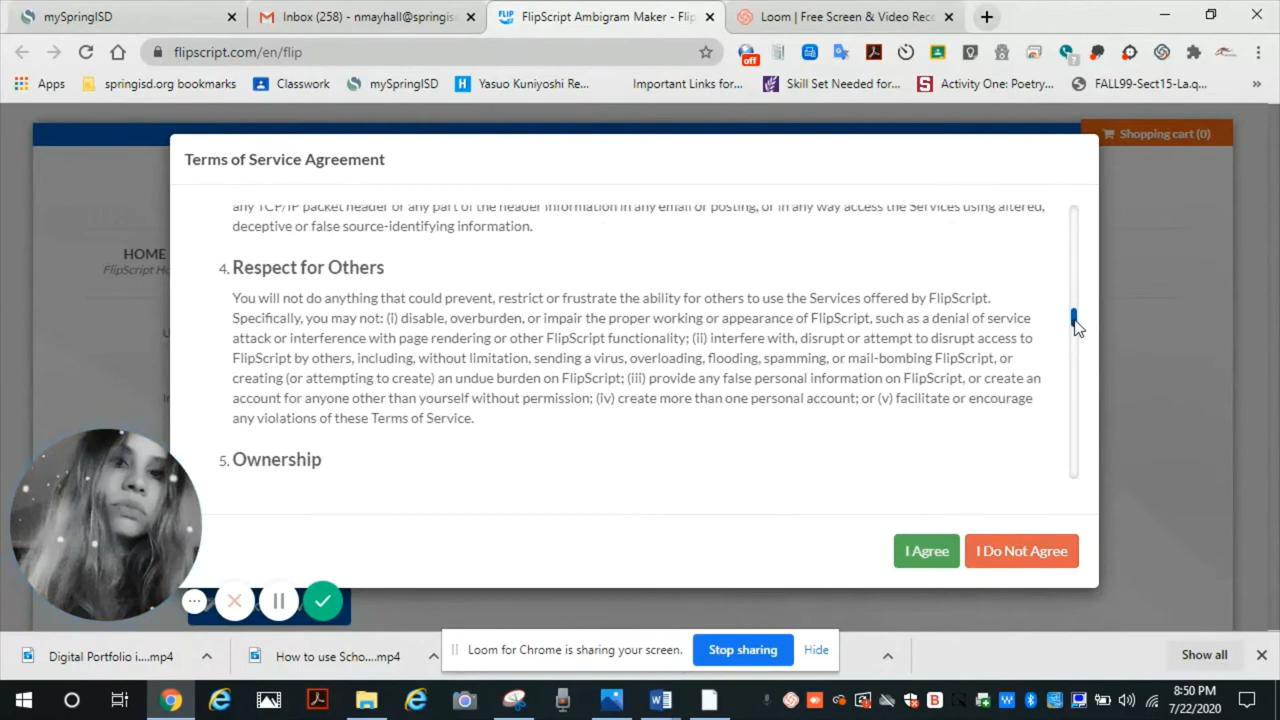 mySpringISD
Inbox (258) - nmayhall@springis
FlipScript Ambigram Maker - Flip
Loom | Free Screen & Video Rec
flipscript.com/en/flip
off
Apps
springisd.org bookmarks
Classwork
mySpringISD
Yasuo Kuniyoshi Re...
Important Links for...
Skill Set Needed for...
Activity One: Poetry...
FALL99-Sect15-La.q...
Shopping cart (0)
Terms of Service Agreement
HOME
FlipScript Ho
any TCP/IP packet header or any part of the header information in any email or posting, or in any way access the Services using altered,
deceptive or false source-identifying information.
4. Respect for Others
You will not do anything that could prevent, restrict or frustrate the ability for others to use the Services offered by FlipScript.
Specifically, you may not: (i) disable, overburden, or impair the proper working or appearance of FlipScript, such as a denial of service
attack or interference with page rendering or other FlipScript functionality; (ii) interfere with, disrupt or attempt to disrupt access to
FlipScript by others, including, without limitation, sending a virus, overloading, flooding, spamming, or mail-bombing FlipScript, or
creating (or attempting to create) an undue burden on FlipScript; (iii) provide any false personal information on FlipScript, or create an
account for anyone other than yourself without permission; (iv) create more than one personal account; or (v) facilitate or encourage
any violations of these Terms of Service.
5. Ownership
I Agree
I Do Not Agree
Digital Portfolio i....mp4
How to use Scho....mp4
Loom for Chrome is sharing your screen.
Stop sharing
Hide
Show all
8:50 PM
7/22/2020